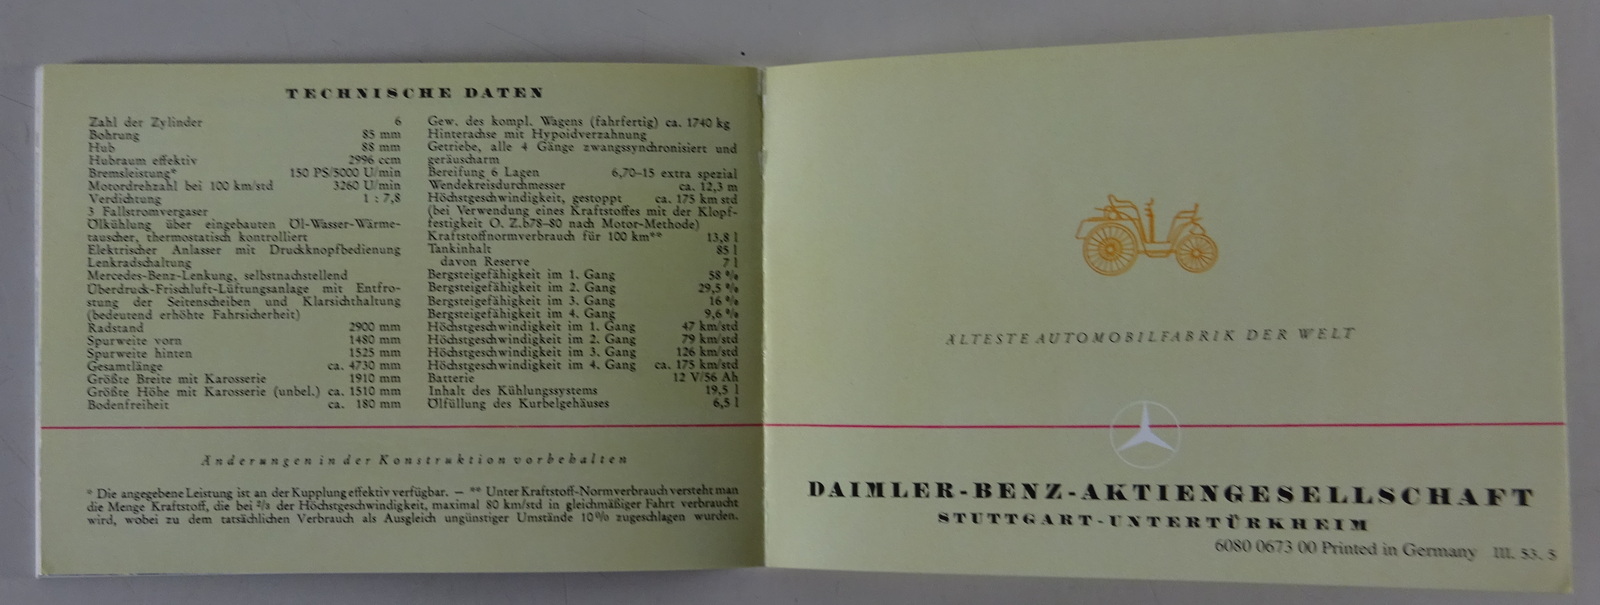 TECHNISCHE DATEN
Zahl der Zylinder 6
Bohrung 85 mm
Hub 88 mm
Hubraum effektiv 2996 ccm
Bremsleistung* 150 PS/5000 U/min
Motordrehzahl bei 100 km/std 3260 U/min
Verdichtung 1 : 7,8
3 Fallstromvergaser
Ölkühlung über eingebauten Öl-Wasser-Wärme-
tauscher, thermostatisch kontrolliert
Elektrischer Anlasser mit Druckknopfbedienung
Lenkradschaltung
Mercedes-Benz-Lenkung, selbstnachstellend
Überdruck-Frischluft-Lüftungsanlage mit Entfro-
stung der Seitenscheiben und Klarsichthaltung
(bedeutend erhöhte Fahrsicherheit)
Radstand 2900 mm
Spurweite vorn 1480 mm
Spurweite hinten 1525 mm
Gesamtlänge ca. 4730 mm
Größte Breite mit Karosserie 1910 mm
Größte Höhe mit Karosserie (unbel.) ca. 1510 mm
Bodenfreiheit ca. 180 mm
Gew. des kompl. Wagens (fahrfertig) ca. 1740 kg
Hinterachse mit Hypoidverzahnung
Getriebe, alle 4 Gänge zwangssynchronisiert und
geräuscharm
Bereifung 6 Lagen 6,70–15 extra spezial
Wendekreisdurchmesser ca. 12,3 m
Höchstgeschwindigkeit, gestoppt ca. 175 km std
(bei Verwendung eines Kraftstoffes mit der Klopf-
festigkeit O. Z. b78–80 nach Motor-Methode)
Kraftstoffnormverbrauch für 100 km** 13,8 l
Tankinhalt 85 l
davon Reserve 7 l
Bergsteigefähigkeit im 1. Gang 58 %
Bergsteigefähigkeit im 2. Gang 29,5 %
Bergsteigefähigkeit im 3. Gang 16 %
Bergsteigefähigkeit im 4. Gang 9,6 %
Höchstgeschwindigkeit im 1. Gang 47 km/std
Höchstgeschwindigkeit im 2. Gang 79 km/std
Höchstgeschwindigkeit im 3. Gang 126 km/std
Höchstgeschwindigkeit im 4. Gang ca. 175 km/std
Batterie 12 V/56 Ah
Inhalt des Kühlungssystems 19,5 l
Ölfüllung des Kurbelgehäuses 6,5 l
Änderungen in der Konstruktion vorbehalten
* Die angegebene Leistung ist an der Kupplung effektiv verfügbar. — ** Unter Kraftstoff-Normverbrauch versteht man
die Menge Kraftstoff, die bei 2/3 der Höchstgeschwindigkeit, maximal 80 km/std in gleichmäßiger Fahrt verbraucht
wird, wobei zu dem tatsächlichen Verbrauch als Ausgleich ungünstiger Umstände 10% zugeschlagen wurden.
ÄLTESTE AUTOMOBILFABRIK DER WELT
DAIMLER-BENZ-AKTIENGESELLSCHAFT
STUTTGART-UNTERTÜRKHEIM
6080 0673 00 Printed in Germany III. 53. 5